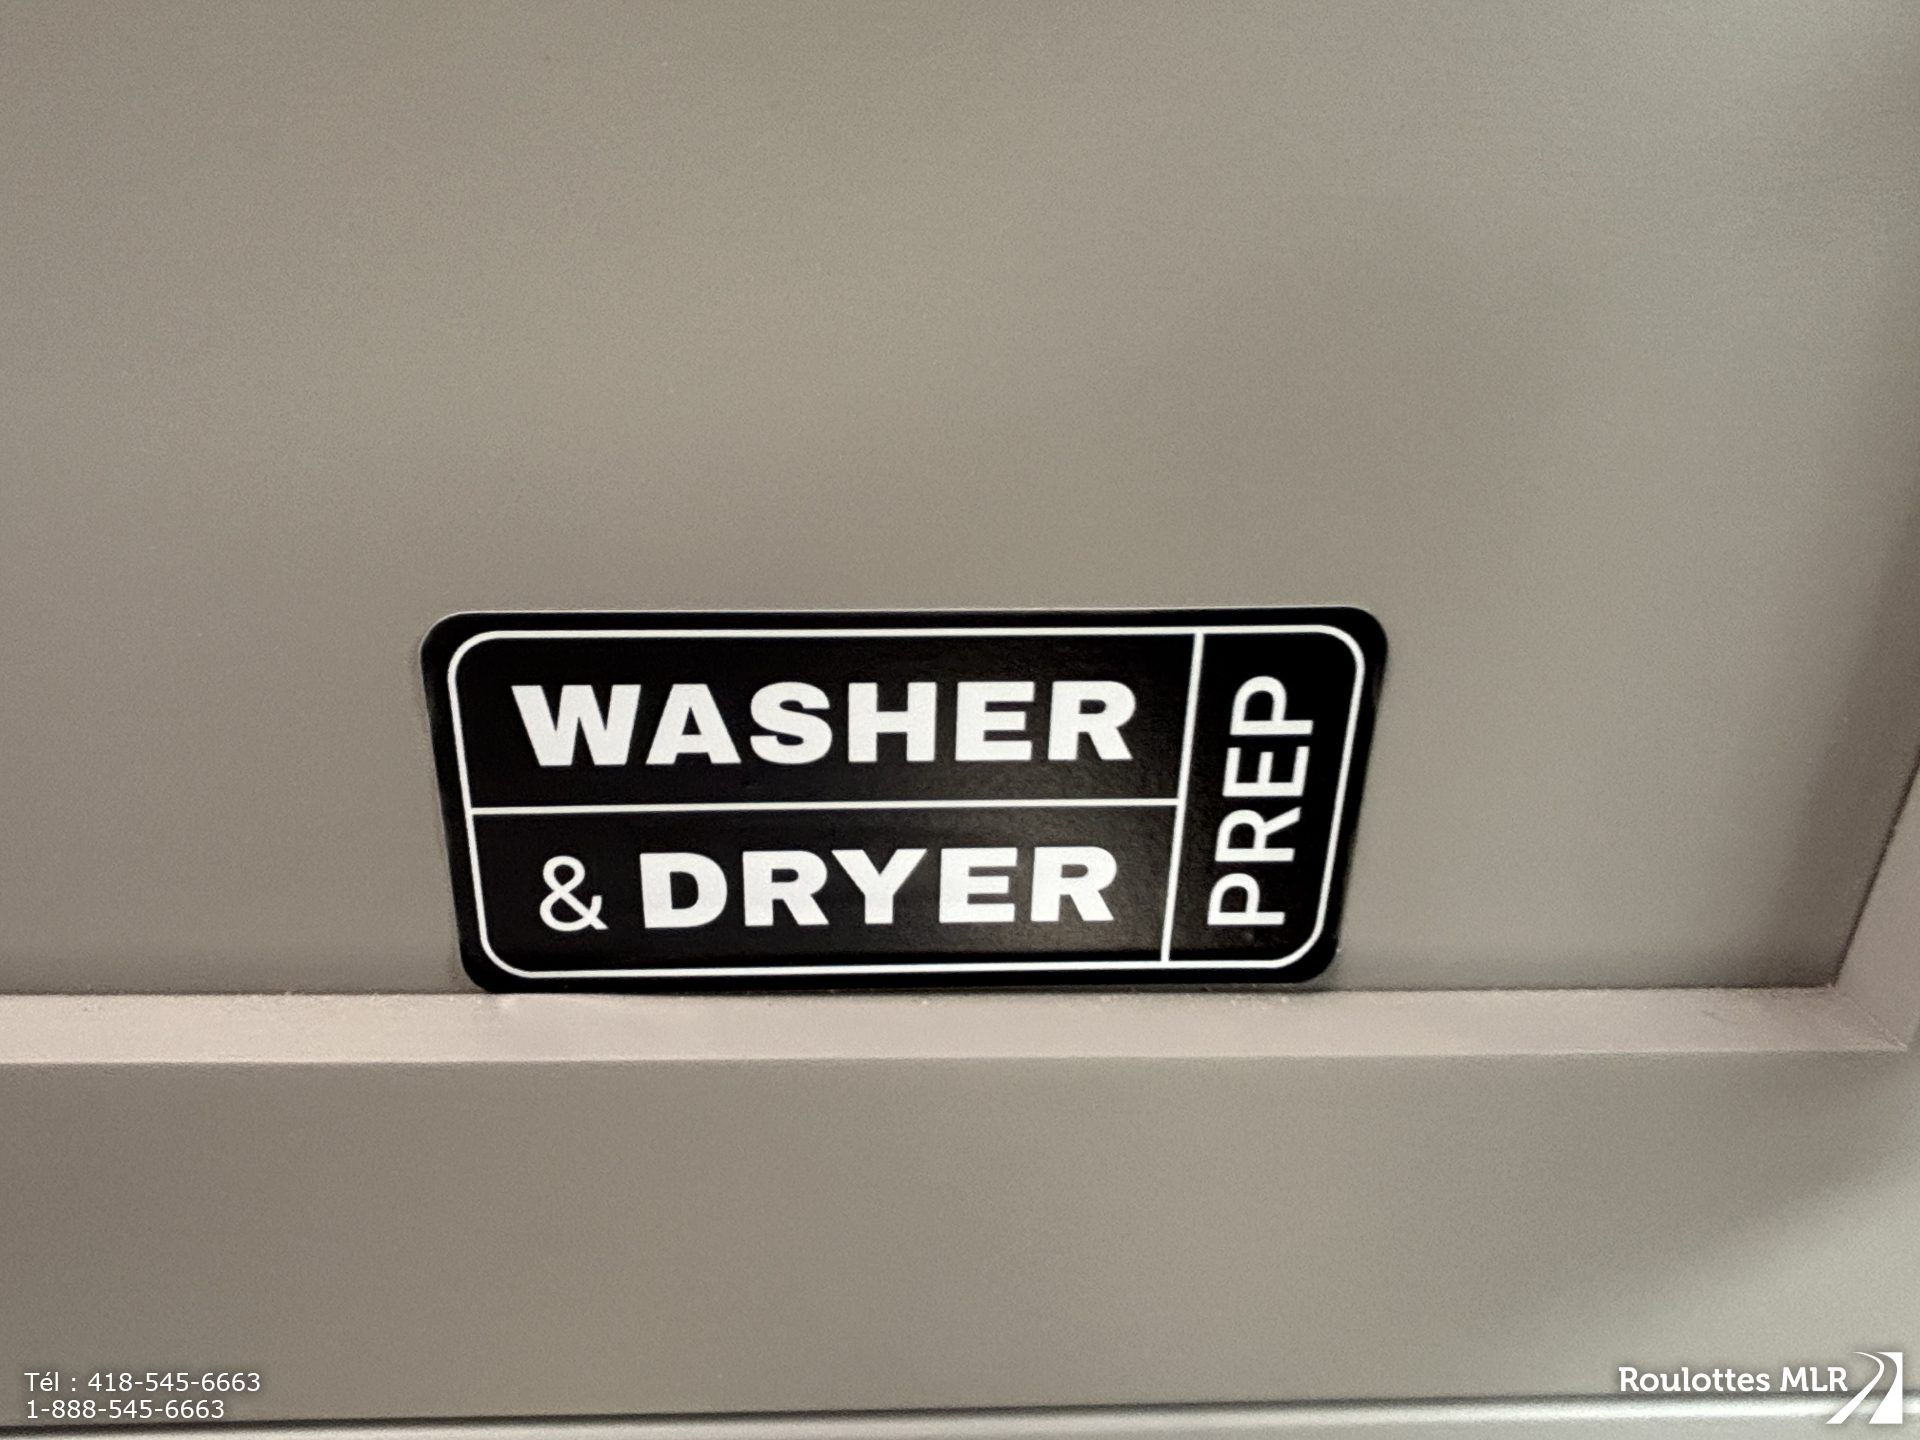 WASHER
& DRYER
PREP
Tél : 418-545-6663
1-888-545-6663
Roulottes MLR